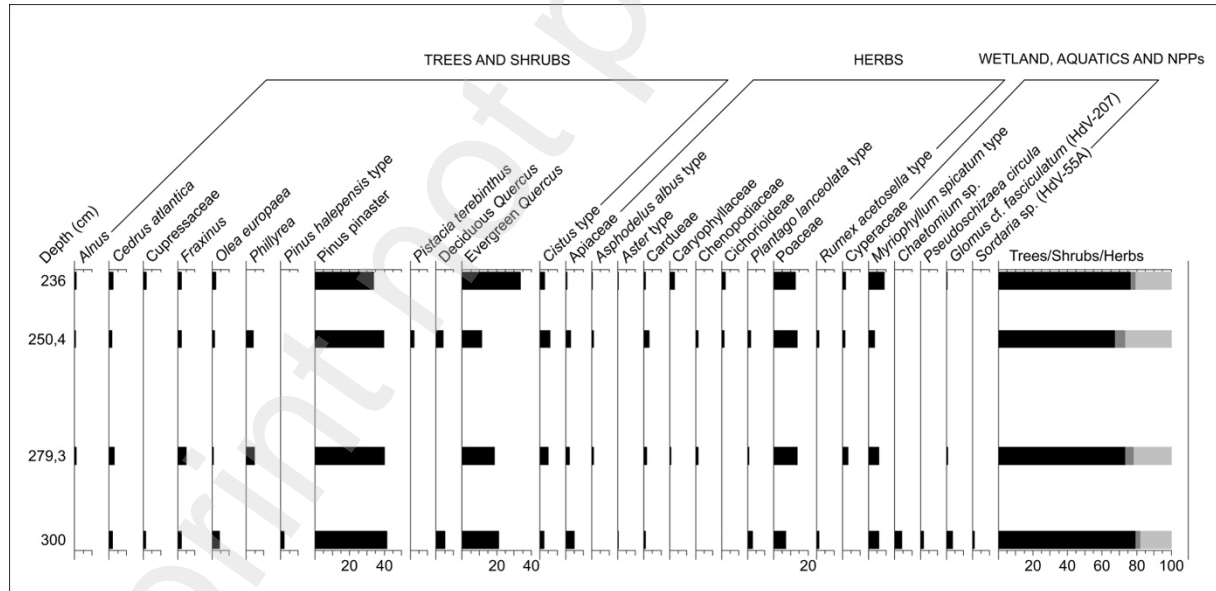 TREES AND SHRUBS
HERBS
WETLAND, AQUATICS AND NPPs
Depth (cm)
Alnus
Cedrus atlantica
Cupressaceae
Fraxinus
Olea europaea
Phillyrea
Pinus halepensis type
Pinus pinaster
Pistacia terebinthus
Deciduous Quercus
Evergreen Quercus
Cistus type
Apiaceae
Asphodelus albus type
Aster type
Cardueae
Caryophyllaceae
Chenopodiaceae
Cichorioideae
Plantago lanceolata type
Poaceae
Rumex acetosella type
Cyperaceae
Myriophyllum spicatum type
Chaetomium sp.
Pseudoschizaea circula
Glomus cf. fasciculatum (HdV-207)
Sordaria sp. (HdV-55A)
Trees/Shrubs/Herbs
236
250,4
279,3
300
20 40
20 40
20
20 40 60 80 100
print not p